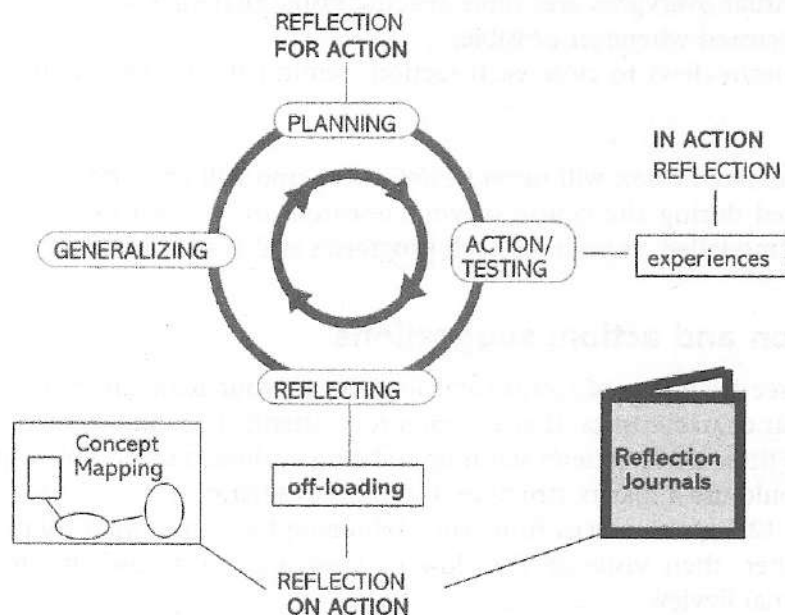 REFLECTION
FOR ACTION
PLANNING
IN ACTION
REFLECTION
GENERALIZING
ACTION/
TESTING
experiences
REFLECTING
Concept
Mapping
off-loading
Reflection
Journals
REFLECTION
ON ACTION